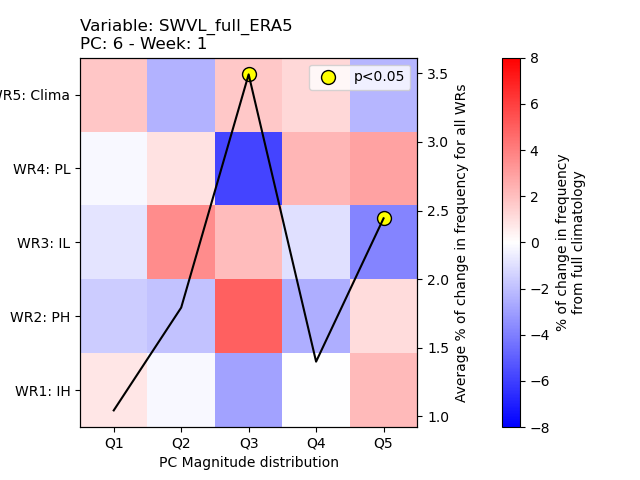 Variable: SWVL_full_ERA5
PC: 6 - Week: 1
p<0.05
WR5: Clima
WR4: PL
WR3: IL
WR2: PH
WR1: IH
Q1 Q2 Q3 Q4 Q5
PC Magnitude distribution
3.5
3.0
2.5
2.0
1.5
1.0
Average % of change in frequency for all WRs
8
6
4
2
0
−2
−4
−6
−8
% of change in frequency
from full climatology